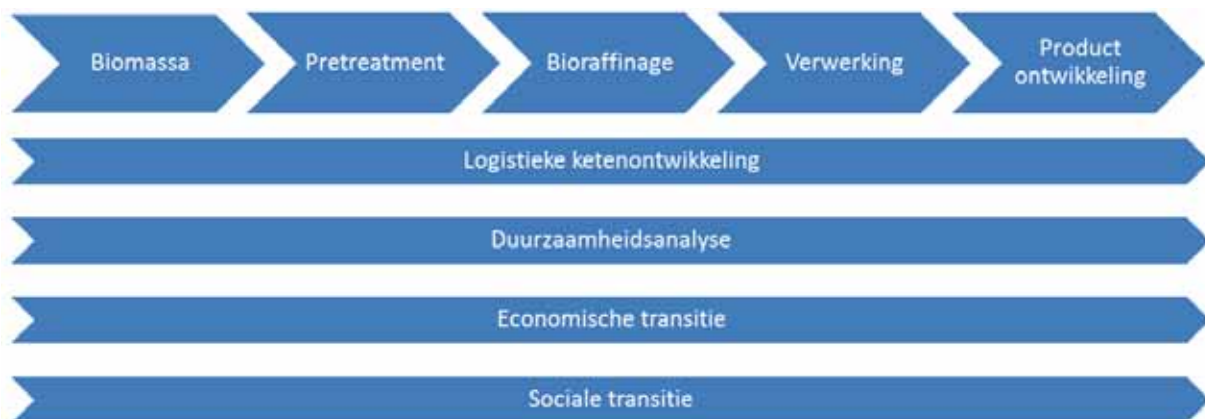 Biomassa
Pretreatment
Bioraffinage
Verwerking
Product
ontwikkeling
Logistieke ketenontwikkeling
Duurzaamheidsanalyse
Economische transitie
Sociale transitie